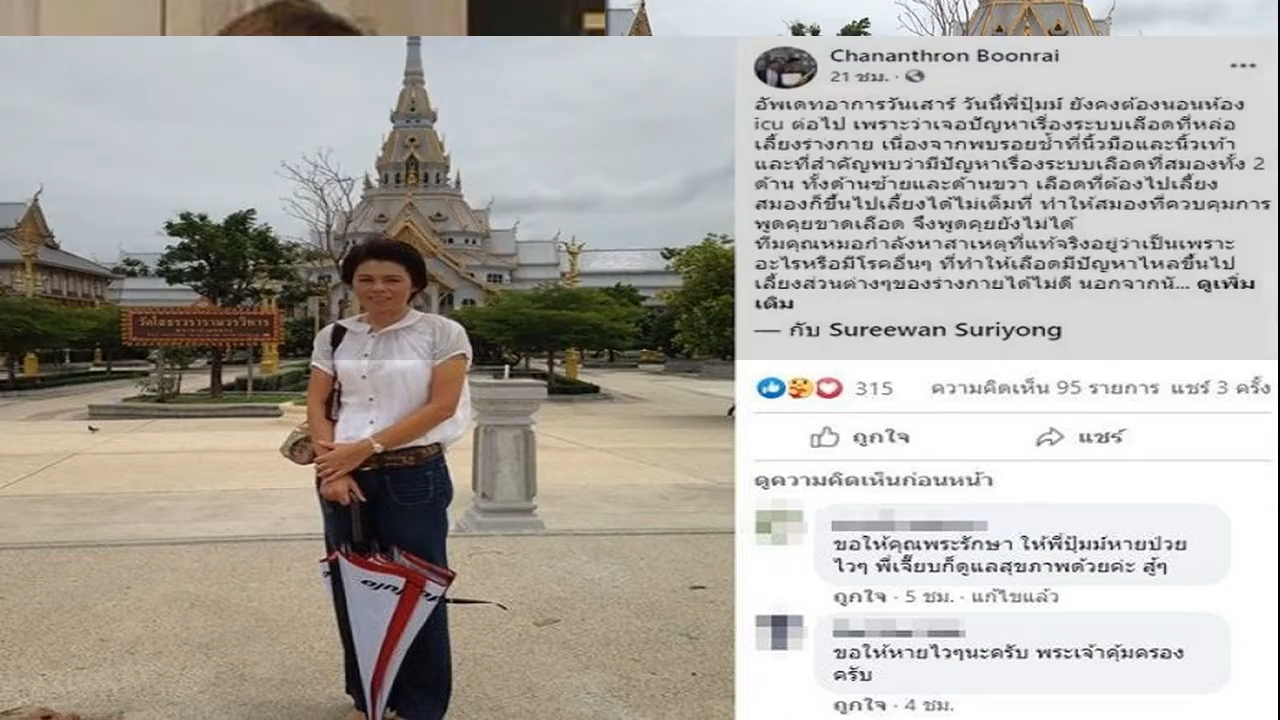 Chananthron Boonrai
21 ชม.
อัพเดทอาการวันเสาร์ วันนี้พี่ปุ้มม์ ยังคงต้องนอนห้อง
icu ต่อไป เพราะว่าเจอปัญหาเรื่องระบบเลือดที่หล่อ
เลี้ยงร่างกาย เนื่องจากพบรอยช้ำที่นิ้วมือและนิ้วเท้า
และที่สำคัญพบว่ามีปัญหาเรื่องระบบเลือดที่สมองทั้ง 2
ด้าน ทั้งด้านซ้ายและด้านขวา เลือดที่ต้องไปเลี้ยง
สมองก็ขึ้นไปเลี้ยงได้ไม่เต็มที่ ทำให้สมองที่ควบคุมการ
พูดคุยขาดเลือด จึงพูดคุยยังไม่ได้
ทีมคุณหมอกำลังหาสาเหตุที่แท้จริงอยู่ว่าเป็นเพราะ
อะไรหรือมีโรคอื่นๆ ที่ทำให้เลือดมีปัญหาไหลขึ้นไป
เลี้ยงส่วนต่างๆของร่างกายได้ไม่ดี นอกจากนี้... ดูเพิ่ม
เติม
— กับ Sureewan Suriyong
315 ความคิดเห็น 95 รายการ แชร์ 3 ครั้ง
ถูกใจ แชร์
ดูความคิดเห็นก่อนหน้า
ขอให้คุณพระรักษา ให้พี่ปุ้มม์หายป่วย
ไวๆ พี่เจี๊ยบก็ดูแลสุขภาพด้วยค่ะ สู้ๆ
ถูกใจ · 5 ชม. · แก้ไขแล้ว
ขอให้หายไวๆนะครับ พระเจ้าคุ้มครอง
ครับ
ถูกใจ · 4 ชม.
วัดโสธรวรารามวรวิหาร